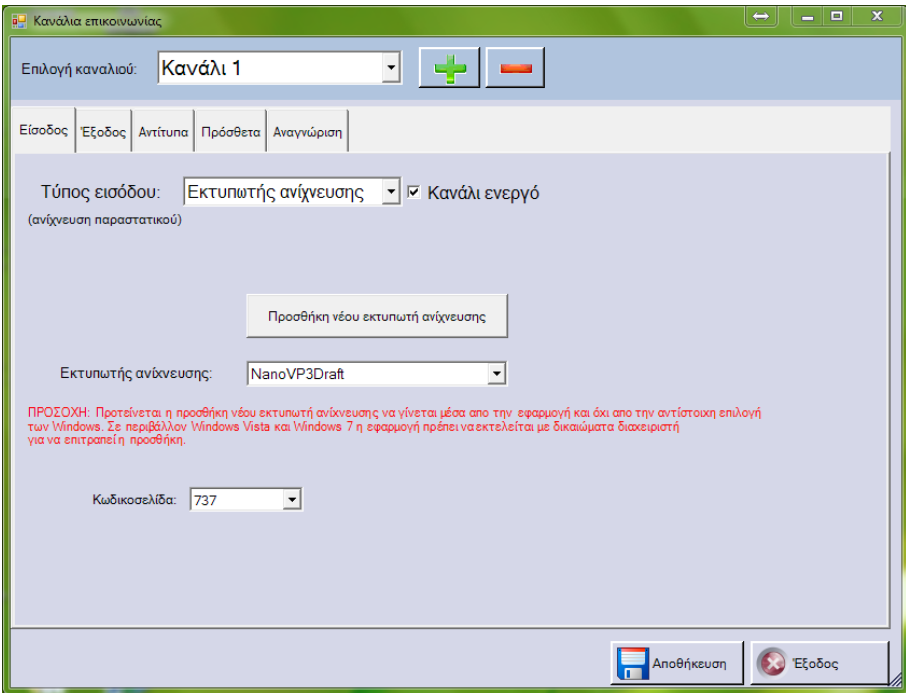 Κανάλια επικοινωνίας
Επιλογή καναλιού: Κανάλι 1
Είσοδος Έξοδος Αντίτυπα Πρόσθετα Αναγνώριση
Τύπος εισόδου: Εκτυπωτής ανίχνευσης Κανάλι ενεργό
(ανίχνευση παραστατικού)
Προσθήκη νέου εκτυπωτή ανίχνευσης
Εκτυπωτής ανίχνευσης: NanoVP3Draft
ΠΡΟΣΟΧΗ: Προτείνεται η προσθήκη νέου εκτυπωτή ανίχνευσης να γίνεται μέσα απο την εφαρμογή και όχι απο την αντίστοιχη επιλογή
των Windows. Σε περιβάλλον Windows Vista και Windows 7 η εφαρμογή πρέπει να εκτελείται με δικαιώματα διαχειριστή
για να επιτραπεί η προσθήκη.
Κωδικοσελίδα: 737
Αποθήκευση Έξοδος